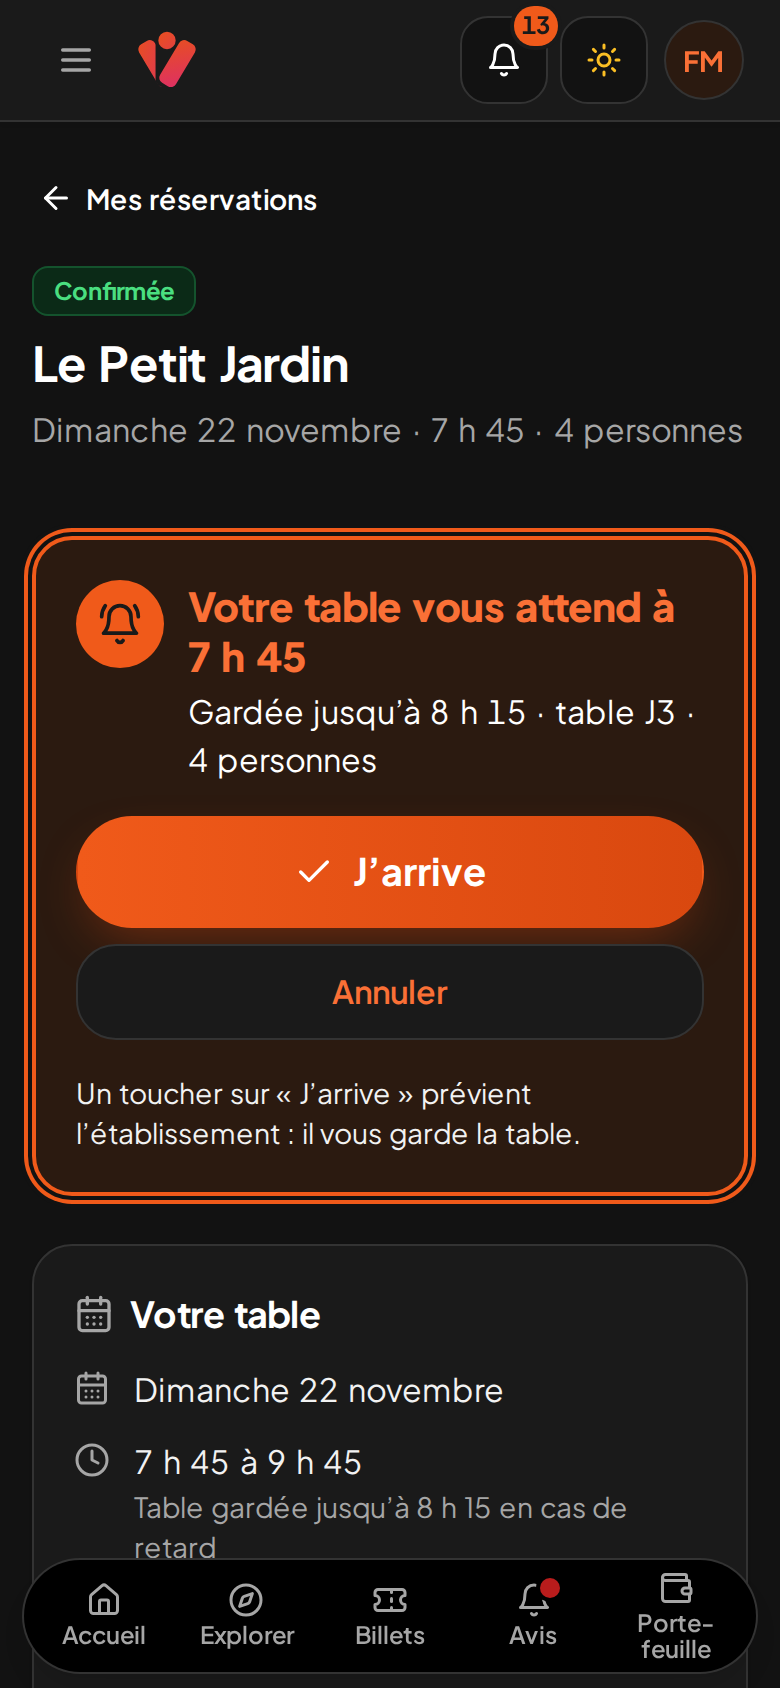 13
FM
Mes réservations
Confirmée
Le Petit Jardin
Dimanche 22 novembre · 7 h 45 · 4 personnes
Votre table vous attend à
7 h 45
Gardée jusqu’à 8 h 15 · table J3 ·
4 personnes
J’arrive
Annuler
Un toucher sur « J’arrive » prévient
l’établissement : il vous garde la table.
Votre table
Dimanche 22 novembre
7 h 45 à 9 h 45
Table gardée jusqu’à 8 h 15 en cas de
retard
Accueil
Explorer
Billets
Avis
Porte-
feuille